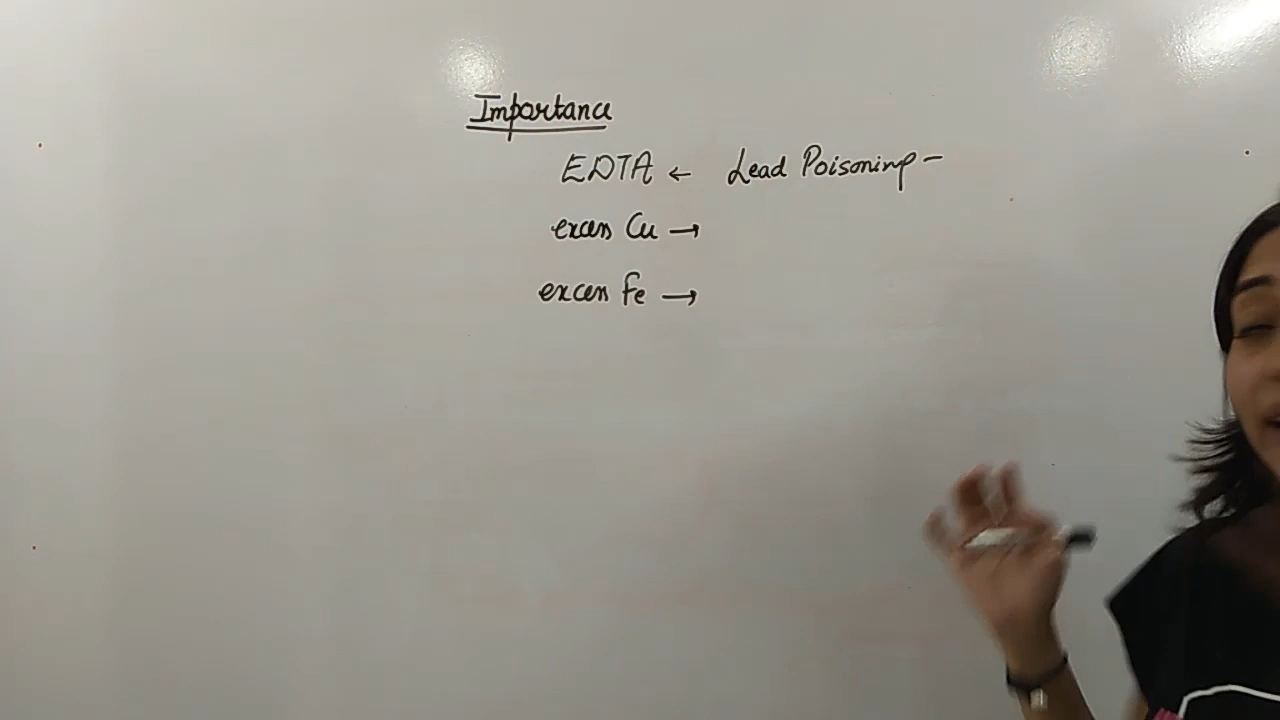 Importance
EDTA ← Lead Poisoning -
excess Cu →
excess Fe →